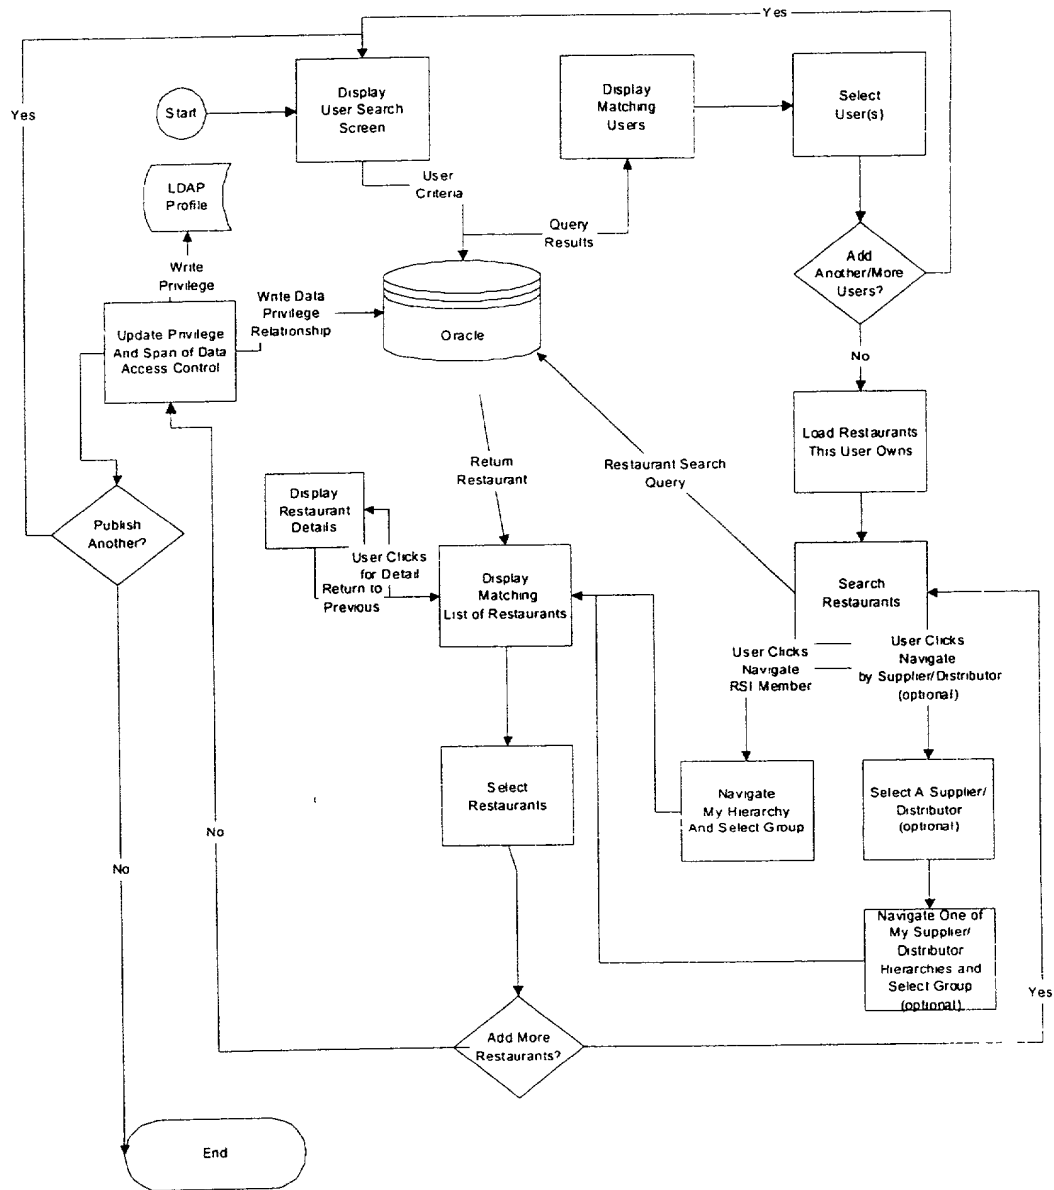 Yes
Yes
Start
Display
User Search
Screen
Display
Matching
Users
Select
User(s)
LDAP
Profile
User
Criteria
Query
Results
Write
Privilege
Add
Another/More
Users?
Write Data
Privilege
Relationship
Update Privilege
And Span of Data
Access Control
Oracle
No
Load Restaurants
This User Owns
Return
Restaurant
Restaurant Search
Query
Display
Restaurant
Details
Publish
Another?
User Clicks
for Detail
Return to
Previous
Display
Matching
List of Restaurants
Search
Restaurants
User Clicks
Navigate
RSI Member
User Clicks
Navigate
by Supplier/Distributor
(optional)
Select
Restaurants
Navigate
My Hierarchy
And Select Group
Select A Supplier/
Distributor
(optional)
No
No
Navigate One of
My Supplier/
Distributor
Hierarchies and
Select Group
(optional)
Yes
Add More
Restaurants?
End